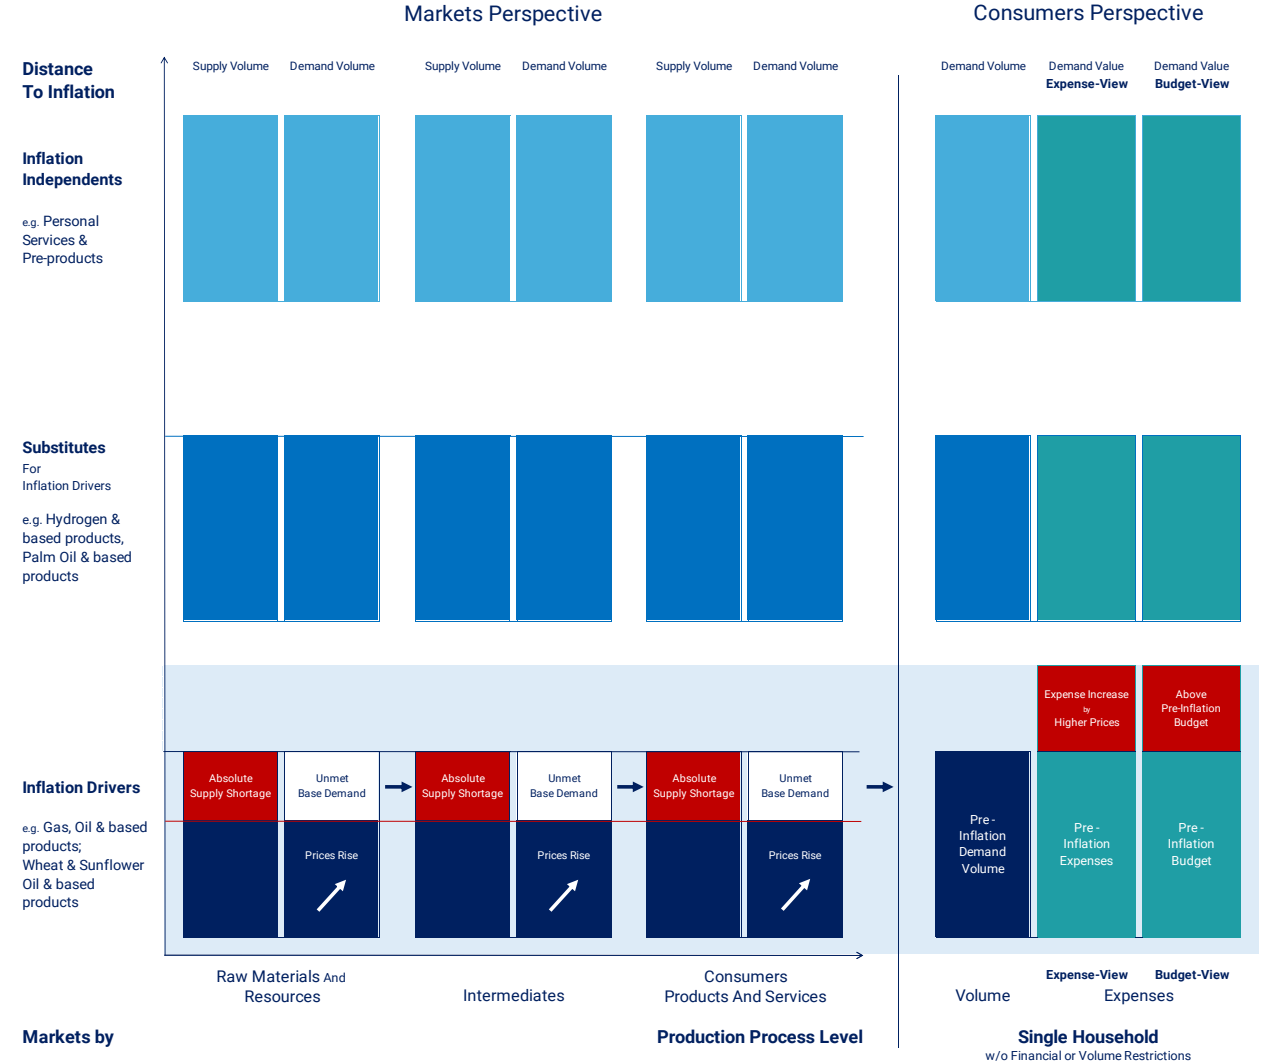 Markets Perspective
Consumers Perspective
Distance
To Inflation
Supply Volume
Demand Volume
Supply Volume
Demand Volume
Supply Volume
Demand Volume
Demand Volume
Demand Value
Expense-View
Demand Value
Budget-View
Inflation
Independents
e.g. Personal
Services &
Pre-products
Substitutes
For
Inflation Drivers
e.g. Hydrogen &
based products,
Palm Oil & based
products
Expense Increase
by
Higher Prices
Above
Pre-Inflation
Budget
Inflation Drivers
e.g. Gas, Oil & based
products;
Wheat & Sunflower
Oil & based
products
Absolute
Supply Shortage
Unmet
Base Demand
Absolute
Supply Shortage
Unmet
Base Demand
Absolute
Supply Shortage
Unmet
Base Demand
Prices Rise
Prices Rise
Prices Rise
Pre -
Inflation
Demand
Volume
Pre -
Inflation
Expenses
Pre -
Inflation
Budget
Raw Materials And
Resources
Intermediates
Consumers
Products And Services
Volume
Expense-View
Budget-View
Expenses
Markets by
Production Process Level
Single Household
w/o Financial or Volume Restrictions